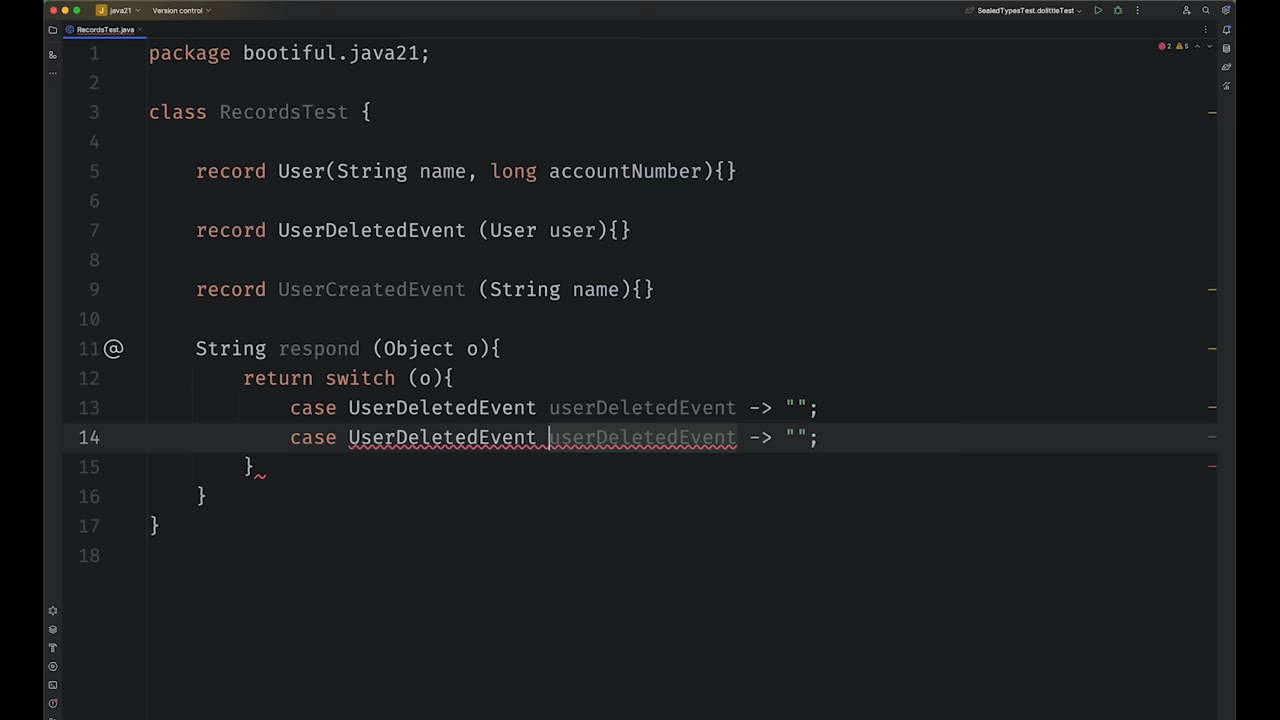 java21
Version control
SealedTypesTest.dolittleTest
RecordsTest.java
2 5
1 package bootiful.java21;
2
3 class RecordsTest {
4
5 record User(String name, long accountNumber){}
6
7 record UserDeletedEvent (User user){}
8
9 record UserCreatedEvent (String name){}
10
11 String respond (Object o){
12 return switch (o){
13 case UserDeletedEvent userDeletedEvent -> "";
14 case UserDeletedEvent userDeletedEvent -> "";
15 }
16 }
17 }
18